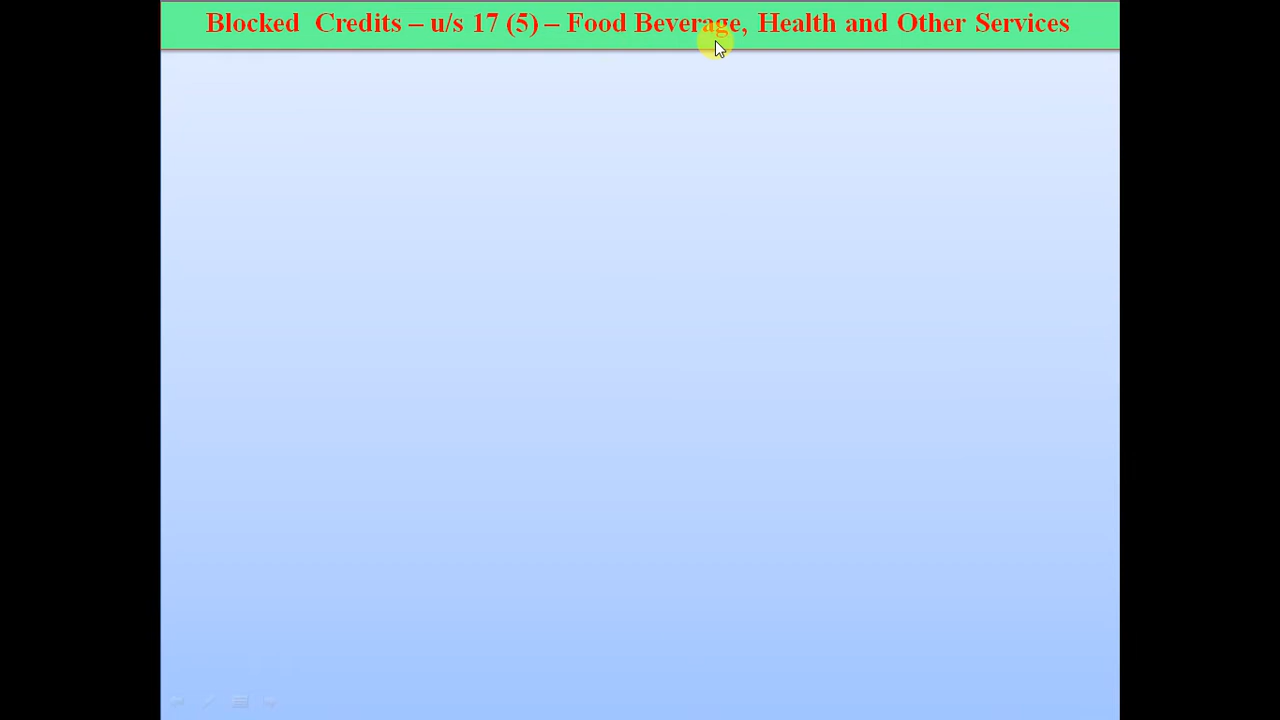 Blocked Credits – u/s 17 (5) – Food Beverage, Health and Other Services